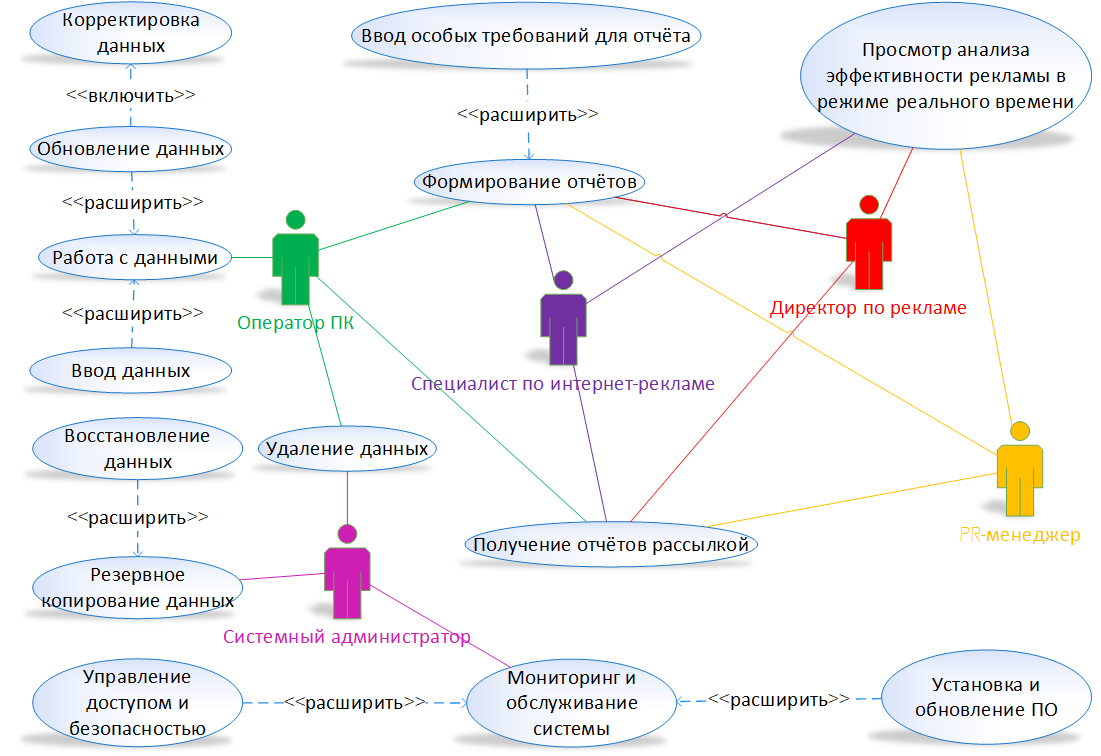 Корректировка
данных
<<включить>>
Обновление данных
<<расширить>>
Работа с данными
<<расширить>>
Ввод данных
Ввод особых требований для отчёта
<<расширить>>
Формирование отчётов
Просмотр анализа
эффективности рекламы в
режиме реального времени
Оператор ПК
Специалист по интернет-рекламе
Директор по рекламе
PR-менеджер
Восстановление
данных
<<расширить>>
Резервное
копирование данных
Удаление данных
Системный администратор
Получение отчётов рассылкой
Управление
доступом и
безопасностью
<<расширить>>
Мониторинг и
обслуживание
системы
<<расширить>>
Установка и
обновление ПО